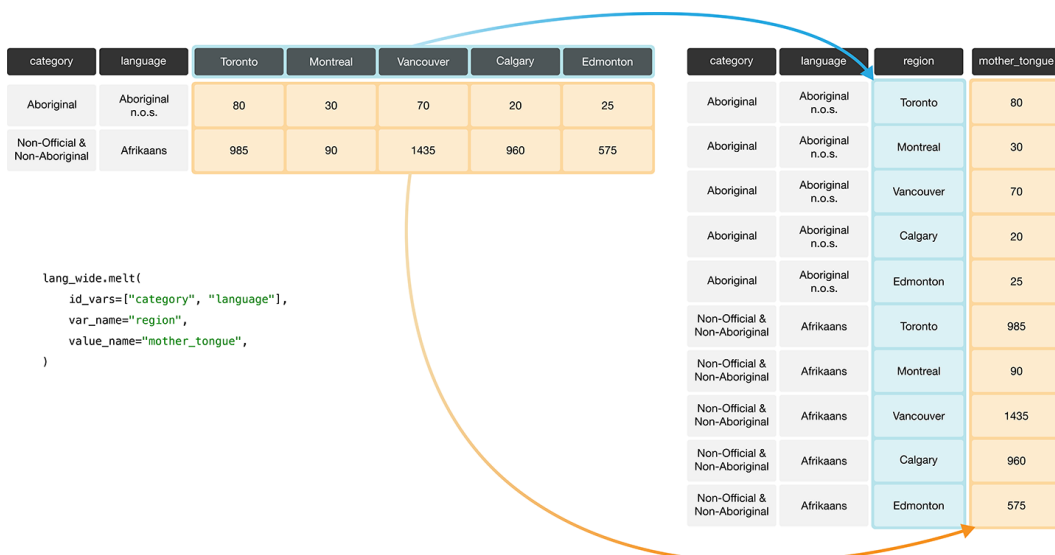 category language Toronto Montreal Vancouver Calgary Edmonton
Aboriginal Aboriginal n.o.s. 80 30 70 20 25
Non-Official & Non-Aboriginal Afrikaans 985 90 1435 960 575
lang_wide.melt(
    id_vars=["category", "language"],
    var_name="region",
    value_name="mother_tongue",
)
category language region mother_tongue
Aboriginal Aboriginal n.o.s. Toronto 80
Aboriginal Aboriginal n.o.s. Montreal 30
Aboriginal Aboriginal n.o.s. Vancouver 70
Aboriginal Aboriginal n.o.s. Calgary 20
Aboriginal Aboriginal n.o.s. Edmonton 25
Non-Official & Non-Aboriginal Afrikaans Toronto 985
Non-Official & Non-Aboriginal Afrikaans Montreal 90
Non-Official & Non-Aboriginal Afrikaans Vancouver 1435
Non-Official & Non-Aboriginal Afrikaans Calgary 960
Non-Official & Non-Aboriginal Afrikaans Edmonton 575